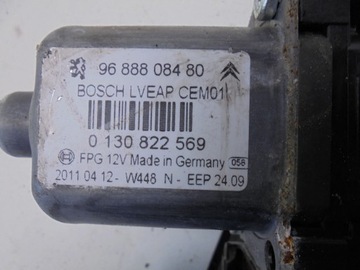 96 888 084 80
BOSCH LVEAP CEM01
0 130 822 569
FPG 12V Made in Germany 058
2011 04 12- W448 N - EEP 24 09